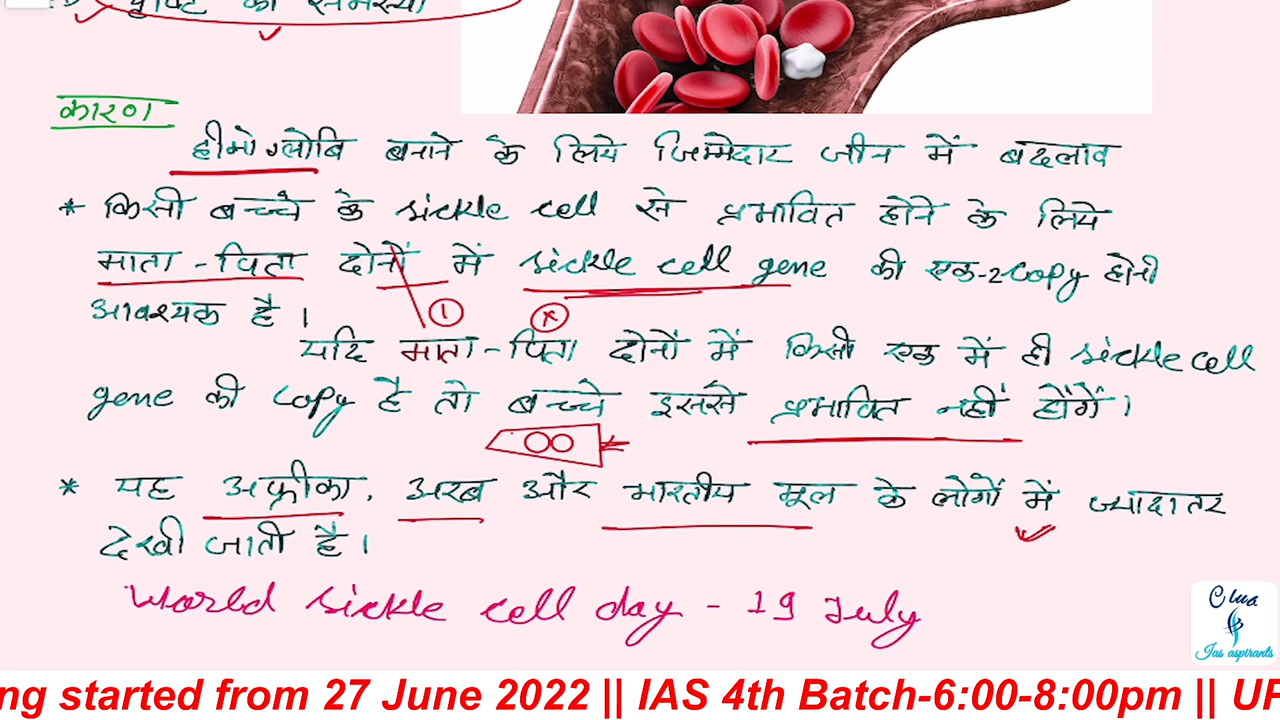 पुष्टि की समस्या
कारण
हीमोग्लोबि बनाने के लिये जिम्मेदार जीन में बदलाव
* किसी बच्चे के sickle cell से प्रभावित होने के लिये
माता-पिता दोनों में sickle cell gene की एक-2 copy होनी
आवश्यक है।
यदि माता-पिता दोनों में किसी एक में ही sickle cell
gene की copy है तो बच्चे इससे प्रभावित नहीं होंगें।
* यह अफ्रीका, अरब और भारतीय मूल के लोगों में ज्यादातर
देखी जाती है।
World sickle cell day - 19 July
Clua
Ias aspirants
ng started from 27 June 2022 || IAS 4th Batch-6:00-8:00pm || UP